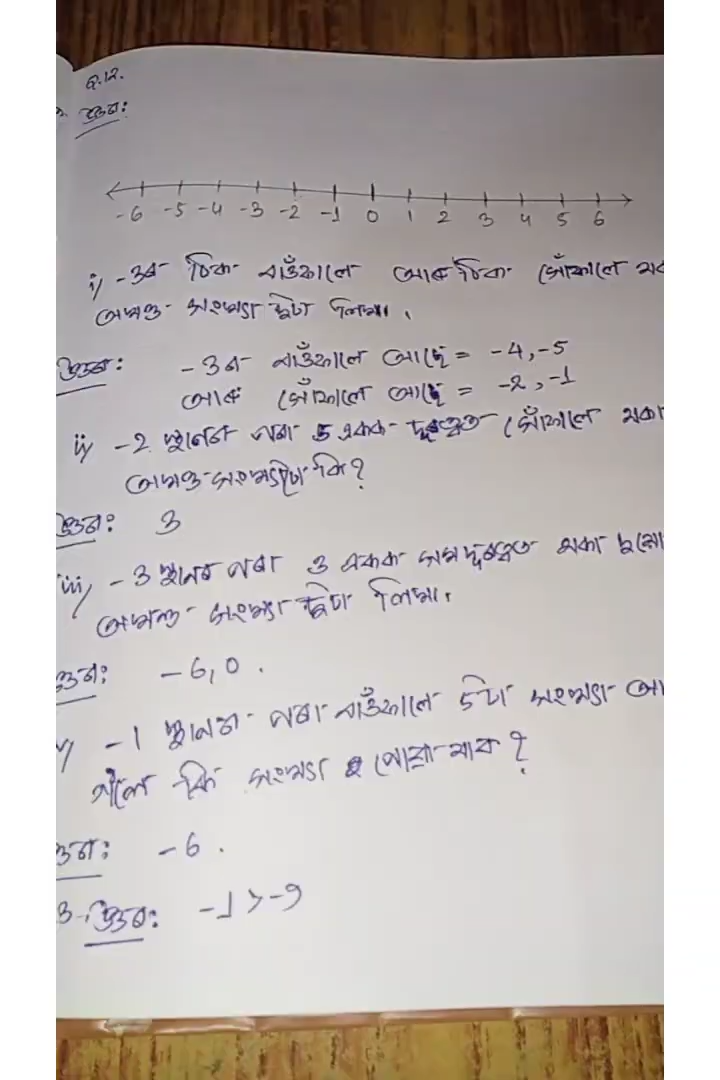 Q.12.
উত্তৰ:
-6 -5 -4 -3 -2 -1 0 1 2 3 4 5 6
i) -3ৰ ঠিক বাওঁফালে আৰু ঠিক সোঁফালে
অখণ্ড সংখ্যা দুটা লিখা।
উত্তৰ: -3ৰ বাওঁফালে আছে = -4, -5
আৰু সোঁফালে আছে = -2, -1
ii) -2 স্থানৰ পৰা 5 একক দূৰত্বত সোঁফালে থকা
অখণ্ড সংখ্যাটো কি?
উত্তৰ: 3
iii) -3 স্থানৰ পৰা 3 একক সমদূৰত্বত থকা
অখণ্ড সংখ্যা দুটা লিখা।
উত্তৰ: -6, 0.
-1 স্থানৰ পৰা বাওঁফালে 5টা সংখ্যা
গলে কি সংখ্যা পোৱা যাব?
উত্তৰ: -6.
উত্তৰ: -1 > -9